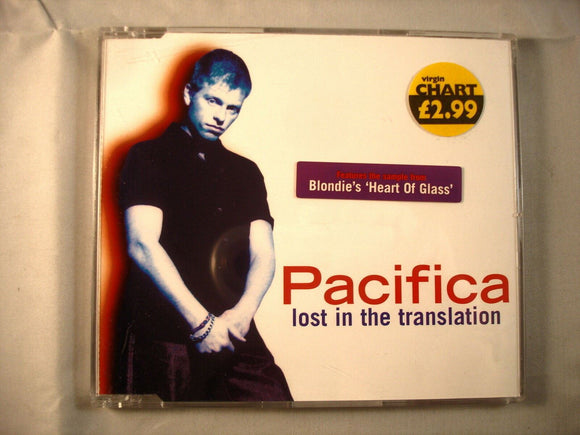 virgin
CHART
£2.99
Features the sample from
Blondie's 'Heart Of Glass'
Pacifica
lost in the translation